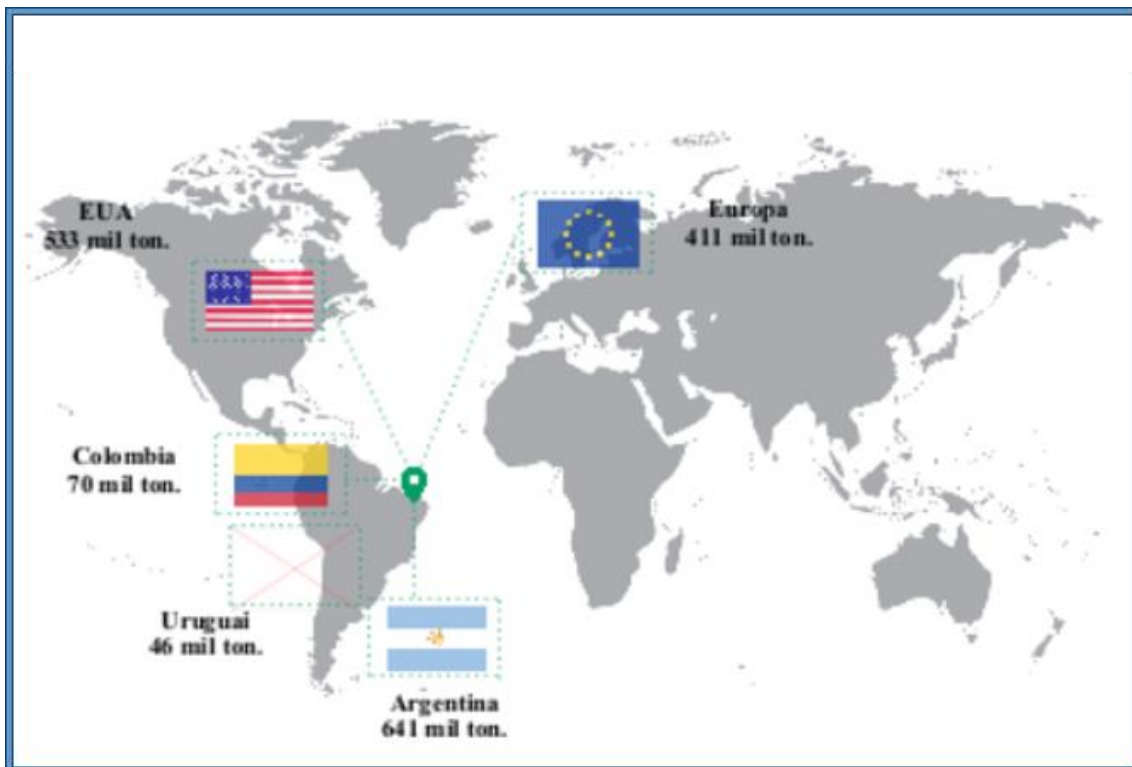 EUA
533 mil ton.
Europa
411 mil ton.
Colombia
70 mil ton.
Uruguai
46 mil ton.
Argentina
641 mil ton.